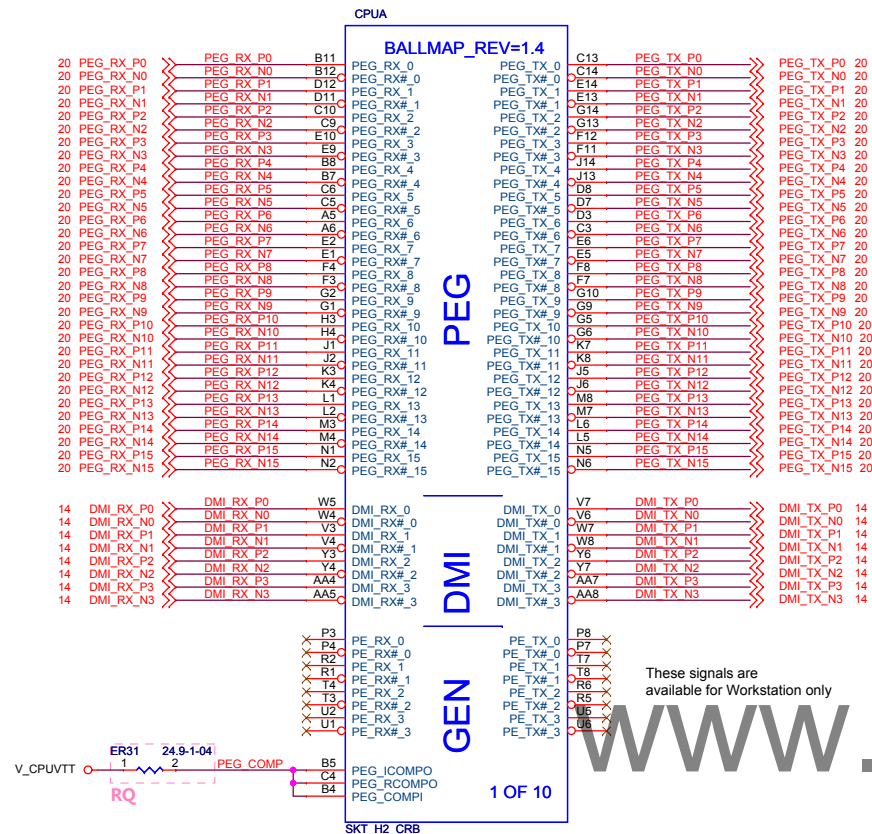 CPUA
BALLMAP_REV=1.4
20 PEG_RX_P0 PEG_RX_P0 B11 PEG_RX_0 PEG_TX_0 C13 PEG_TX_P0 PEG_TX_P0 20
20 PEG_RX_N0 PEG_RX_N0 B12 PEG_RX#_0 PEG_TX#_0 C14 PEG_TX_N0 PEG_TX_N0 20
20 PEG_RX_P1 PEG_RX_P1 D12 PEG_RX_1 PEG_TX_1 E14 PEG_TX_P1 PEG_TX_P1 20
20 PEG_RX_N1 PEG_RX_N1 D11 PEG_RX#_1 PEG_TX#_1 E13 PEG_TX_N1 PEG_TX_N1 20
20 PEG_RX_P2 PEG_RX_P2 C10 PEG_RX_2 PEG_TX_2 G14 PEG_TX_P2 PEG_TX_P2 20
20 PEG_RX_N2 PEG_RX_N2 C9 PEG_RX#_2 PEG_TX#_2 G13 PEG_TX_N2 PEG_TX_N2 20
20 PEG_RX_P3 PEG_RX_P3 E10 PEG_RX_3 PEG_TX_3 F12 PEG_TX_P3 PEG_TX_P3 20
20 PEG_RX_N3 PEG_RX_N3 E9 PEG_RX#_3 PEG_TX#_3 F11 PEG_TX_N3 PEG_TX_N3 20
20 PEG_RX_P4 PEG_RX_P4 B8 PEG_RX_4 PEG_TX_4 J14 PEG_TX_P4 PEG_TX_P4 20
20 PEG_RX_N4 PEG_RX_N4 B7 PEG_RX#_4 PEG_TX#_4 J13 PEG_TX_N4 PEG_TX_N4 20
20 PEG_RX_P5 PEG_RX_P5 C6 PEG_RX_5 PEG_TX_5 D8 PEG_TX_P5 PEG_TX_P5 20
20 PEG_RX_N5 PEG_RX_N5 C5 PEG_RX#_5 PEG_TX#_5 D7 PEG_TX_N5 PEG_TX_N5 20
20 PEG_RX_P6 PEG_RX_P6 A5 PEG_RX_6 PEG_TX_6 D3 PEG_TX_P6 PEG_TX_P6 20
20 PEG_RX_N6 PEG_RX_N6 A6 PEG_RX#_6 PEG_TX#_6 C3 PEG_TX_N6 PEG_TX_N6 20
20 PEG_RX_P7 PEG_RX_P7 E2 PEG_RX_7 PEG_TX_7 E6 PEG_TX_P7 PEG_TX_P7 20
20 PEG_RX_N7 PEG_RX_N7 E1 PEG_RX#_7 PEG_TX#_7 E5 PEG_TX_N7 PEG_TX_N7 20
20 PEG_RX_P8 PEG_RX_P8 F4 PEG_RX_8 PEG_TX_8 F8 PEG_TX_P8 PEG_TX_P8 20
20 PEG_RX_N8 PEG_RX_N8 F3 PEG_RX#_8 PEG_TX#_8 F7 PEG_TX_N8 PEG_TX_N8 20
20 PEG_RX_P9 PEG_RX_P9 G2 PEG_RX_9 PEG_TX_9 G10 PEG_TX_P9 PEG_TX_P9 20
20 PEG_RX_N9 PEG_RX_N9 G1 PEG_RX#_9 PEG_TX#_9 G9 PEG_TX_N9 PEG_TX_N9 20
20 PEG_RX_P10 PEG_RX_P10 H3 PEG_RX_10 PEG_TX_10 G5 PEG_TX_P10 PEG_TX_P10 20
20 PEG_RX_N10 PEG_RX_N10 H4 PEG_RX#_10 PEG_TX#_10 G6 PEG_TX_N10 PEG_TX_N10 20
20 PEG_RX_P11 PEG_RX_P11 J1 PEG_RX_11 PEG_TX_11 K7 PEG_TX_P11 PEG_TX_P11 20
20 PEG_RX_N11 PEG_RX_N11 J2 PEG_RX#_11 PEG_TX#_11 K8 PEG_TX_N11 PEG_TX_N11 20
20 PEG_RX_P12 PEG_RX_P12 K3 PEG_RX_12 PEG_TX_12 J5 PEG_TX_P12 PEG_TX_P12 20
20 PEG_RX_N12 PEG_RX_N12 K4 PEG_RX#_12 PEG_TX#_12 J6 PEG_TX_N12 PEG_TX_N12 20
20 PEG_RX_P13 PEG_RX_P13 L1 PEG_RX_13 PEG_TX_13 M8 PEG_TX_P13 PEG_TX_P13 20
20 PEG_RX_N13 PEG_RX_N13 L2 PEG_RX#_13 PEG_TX#_13 M7 PEG_TX_N13 PEG_TX_N13 20
20 PEG_RX_P14 PEG_RX_P14 M3 PEG_RX_14 PEG_TX_14 L6 PEG_TX_P14 PEG_TX_P14 20
20 PEG_RX_N14 PEG_RX_N14 M4 PEG_RX#_14 PEG_TX#_14 L5 PEG_TX_N14 PEG_TX_N14 20
20 PEG_RX_P15 PEG_RX_P15 N1 PEG_RX_15 PEG_TX_15 N5 PEG_TX_P15 PEG_TX_P15 20
20 PEG_RX_N15 PEG_RX_N15 N2 PEG_RX#_15 PEG_TX#_15 N6 PEG_TX_N15 PEG_TX_N15 20
PEG
14 DMI_RX_P0 DMI_RX_P0 W5 DMI_RX_0 DMI_TX_0 V7 DMI_TX_P0 DMI_TX_P0 14
14 DMI_RX_N0 DMI_RX_N0 W4 DMI_RX#_0 DMI_TX#_0 V6 DMI_TX_N0 DMI_TX_N0 14
14 DMI_RX_P1 DMI_RX_P1 V3 DMI_RX_1 DMI_TX_1 W7 DMI_TX_P1 DMI_TX_P1 14
14 DMI_RX_N1 DMI_RX_N1 V4 DMI_RX#_1 DMI_TX#_1 W8 DMI_TX_N1 DMI_TX_N1 14
14 DMI_RX_P2 DMI_RX_P2 Y3 DMI_RX_2 DMI_TX_2 Y6 DMI_TX_P2 DMI_TX_P2 14
14 DMI_RX_N2 DMI_RX_N2 Y4 DMI_RX#_2 DMI_TX#_2 Y7 DMI_TX_N2 DMI_TX_N2 14
14 DMI_RX_P3 DMI_RX_P3 AA4 DMI_RX_3 DMI_TX_3 AA7 DMI_TX_P3 DMI_TX_P3 14
14 DMI_RX_N3 DMI_RX_N3 AA5 DMI_RX#_3 DMI_TX#_3 AA8 DMI_TX_N3 DMI_TX_N3 14
DMI
P3 PE_RX_0 PE_TX_0 P8
P4 PE_RX#_0 PE_TX#_0 P7
R2 PE_RX_1 PE_TX_1 T7
R1 PE_RX#_1 PE_TX#_1 T8
T4 PE_RX_2 PE_TX_2 R6
T3 PE_RX#_2 PE_TX#_2 R5
U2 PE_RX_3 PE_TX_3 U5
U1 PE_RX#_3 PE_TX#_3 U6
GEN
These signals are
available for Workstation only
www.
ER31 24.9-1-04
V_CPUVTT 1 2 PEG_COMP B5 PEG_ICOMPO
C4 PEG_RCOMPO
B4 PEG_COMPI
RQ
1 OF 10
SKT_H2_CRB